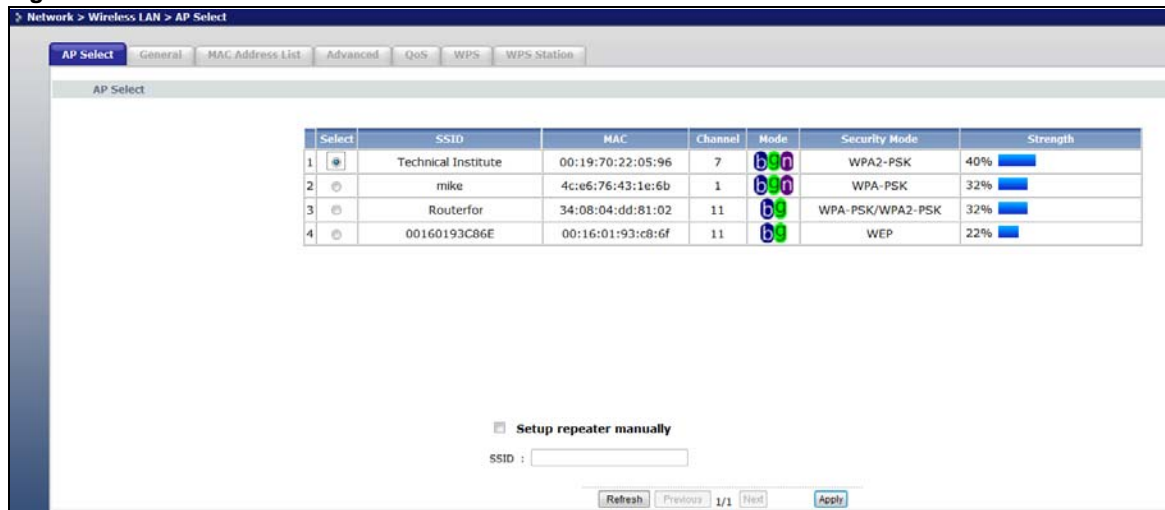 Network > Wireless LAN > AP Select
AP Select General MAC Address List Advanced QoS WPS WPS Station
AP Select
Select SSID MAC Channel Mode Security Mode Strength
1 Technical Institute 00:19:70:22:05:96 7 bgn WPA2-PSK 40%
2 mike 4c:e6:76:43:1e:6b 1 bgn WPA-PSK 32%
3 Routerfor 34:08:04:dd:81:02 11 bg WPA-PSK/WPA2-PSK 32%
4 00160193C86E 00:16:01:93:c8:6f 11 bg WEP 22%
Setup repeater manually
SSID :
Refresh Previous 1/1 Next Apply